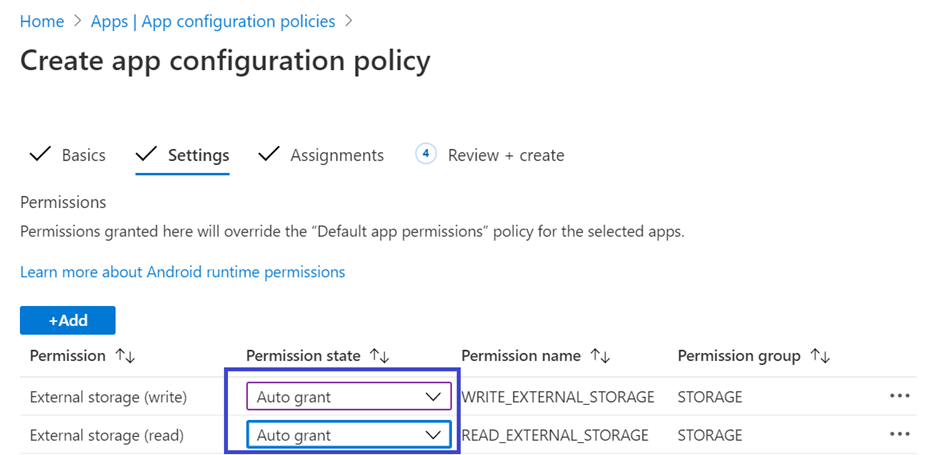 Home > Apps | App configuration policies >
Create app configuration policy
Basics Settings Assignments 4 Review + create
Permissions
Permissions granted here will override the “Default app permissions” policy for the selected apps.
Learn more about Android runtime permissions
+Add
Permission ↑↓ Permission state ↑↓ Permission name ↑↓ Permission group ↑↓
External storage (write) Auto grant WRITE_EXTERNAL_STORAGE STORAGE ...
External storage (read) Auto grant READ_EXTERNAL_STORAGE STORAGE ...